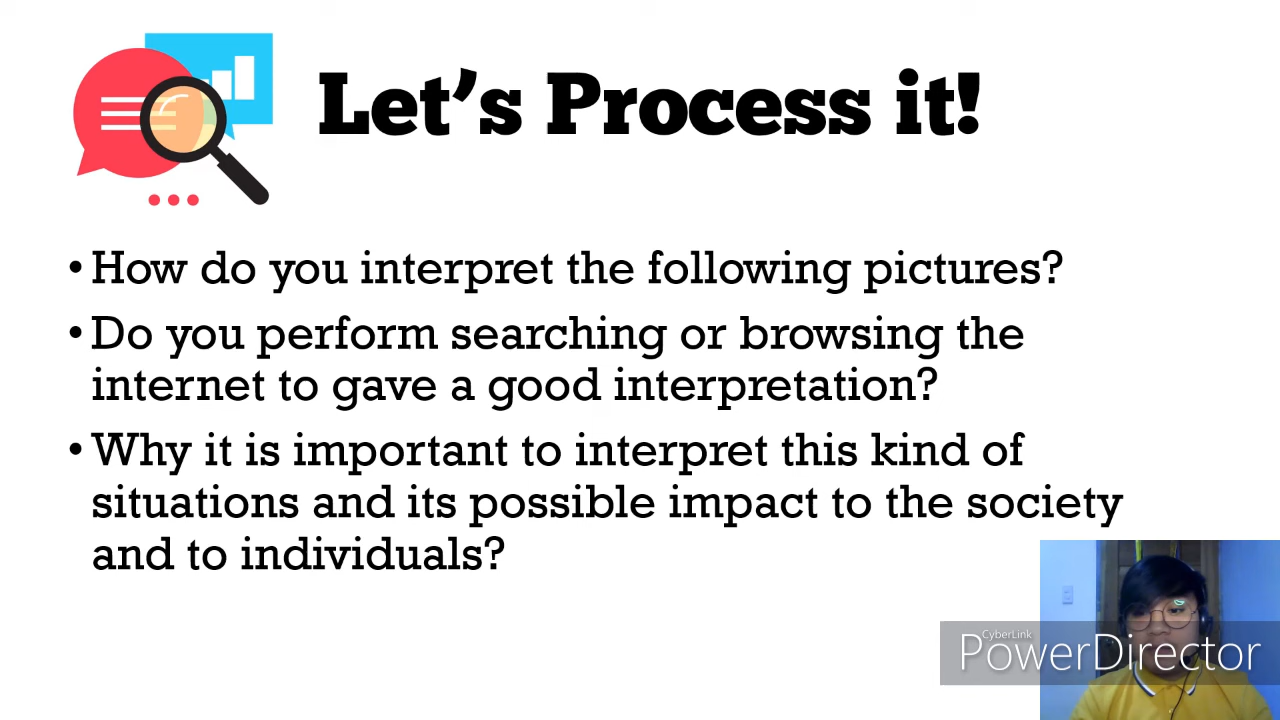 Let's Process it!
• How do you interpret the following pictures?
• Do you perform searching or browsing the
internet to gave a good interpretation?
• Why it is important to interpret this kind of
situations and its possible impact to the society
and to individuals?
CyberLink
PowerDirector